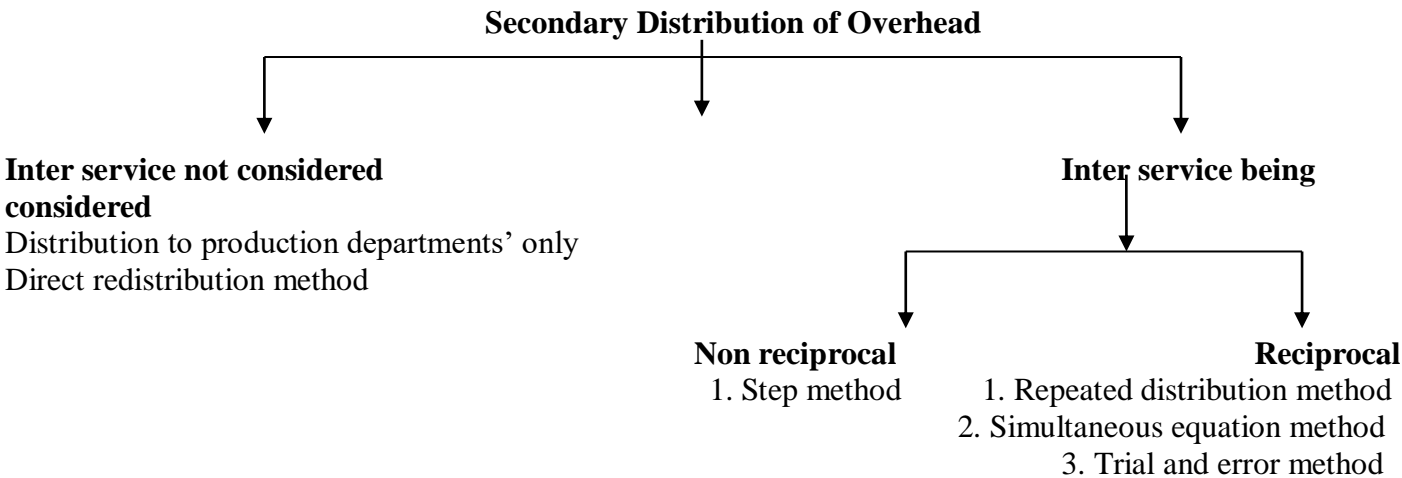 Secondary Distribution of Overhead
Inter service not considered
Inter service being
considered
Distribution to production departments’ only
Direct redistribution method
Non reciprocal
Reciprocal
1. Step method
1. Repeated distribution method
2. Simultaneous equation method
3. Trial and error method